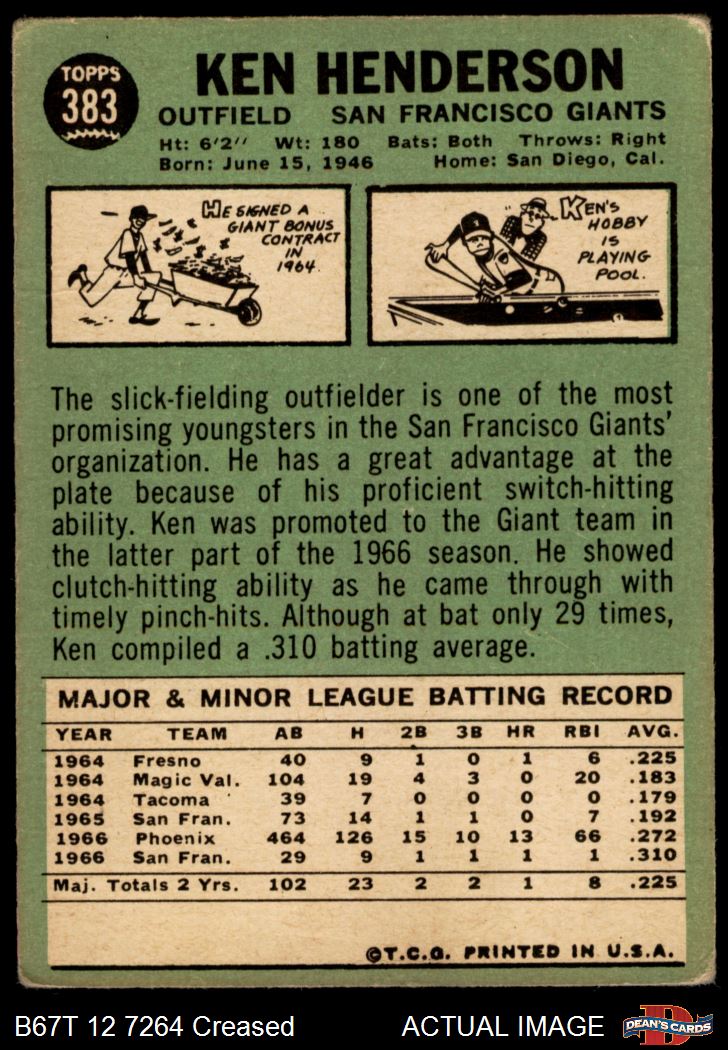 TOPPS
383
KEN HENDERSON
OUTFIELD SAN FRANCISCO GIANTS
Ht: 6'2" Wt: 180 Bats: Both Throws: Right
Born: June 15, 1946 Home: San Diego, Cal.
HE SIGNED A
GIANT BONUS
CONTRACT
IN
1964.
KEN'S
HOBBY
IS
PLAYING
POOL.
The slick-fielding outfielder is one of the most
promising youngsters in the San Francisco Giants'
organization. He has a great advantage at the
plate because of his proficient switch-hitting
ability. Ken was promoted to the Giant team in
the latter part of the 1966 season. He showed
clutch-hitting ability as he came through with
timely pinch-hits. Although at bat only 29 times,
Ken compiled a .310 batting average.
MAJOR & MINOR LEAGUE BATTING RECORD
YEAR TEAM AB H 2B 3B HR RBI AVG.
1964 Fresno 40 9 1 0 1 6 .225
1964 Magic Val. 104 19 4 3 0 20 .183
1964 Tacoma 39 7 0 0 0 0 .179
1965 San Fran. 73 14 1 1 0 7 .192
1966 Phoenix 464 126 15 10 13 66 .272
1966 San Fran. 29 9 1 1 1 1 .310
Maj. Totals 2 Yrs. 102 23 2 2 1 8 .225
©T.C.G. PRINTED IN U.S.A.
B67T 12 7264 Creased ACTUAL IMAGE
D
DEAN'S CARDS